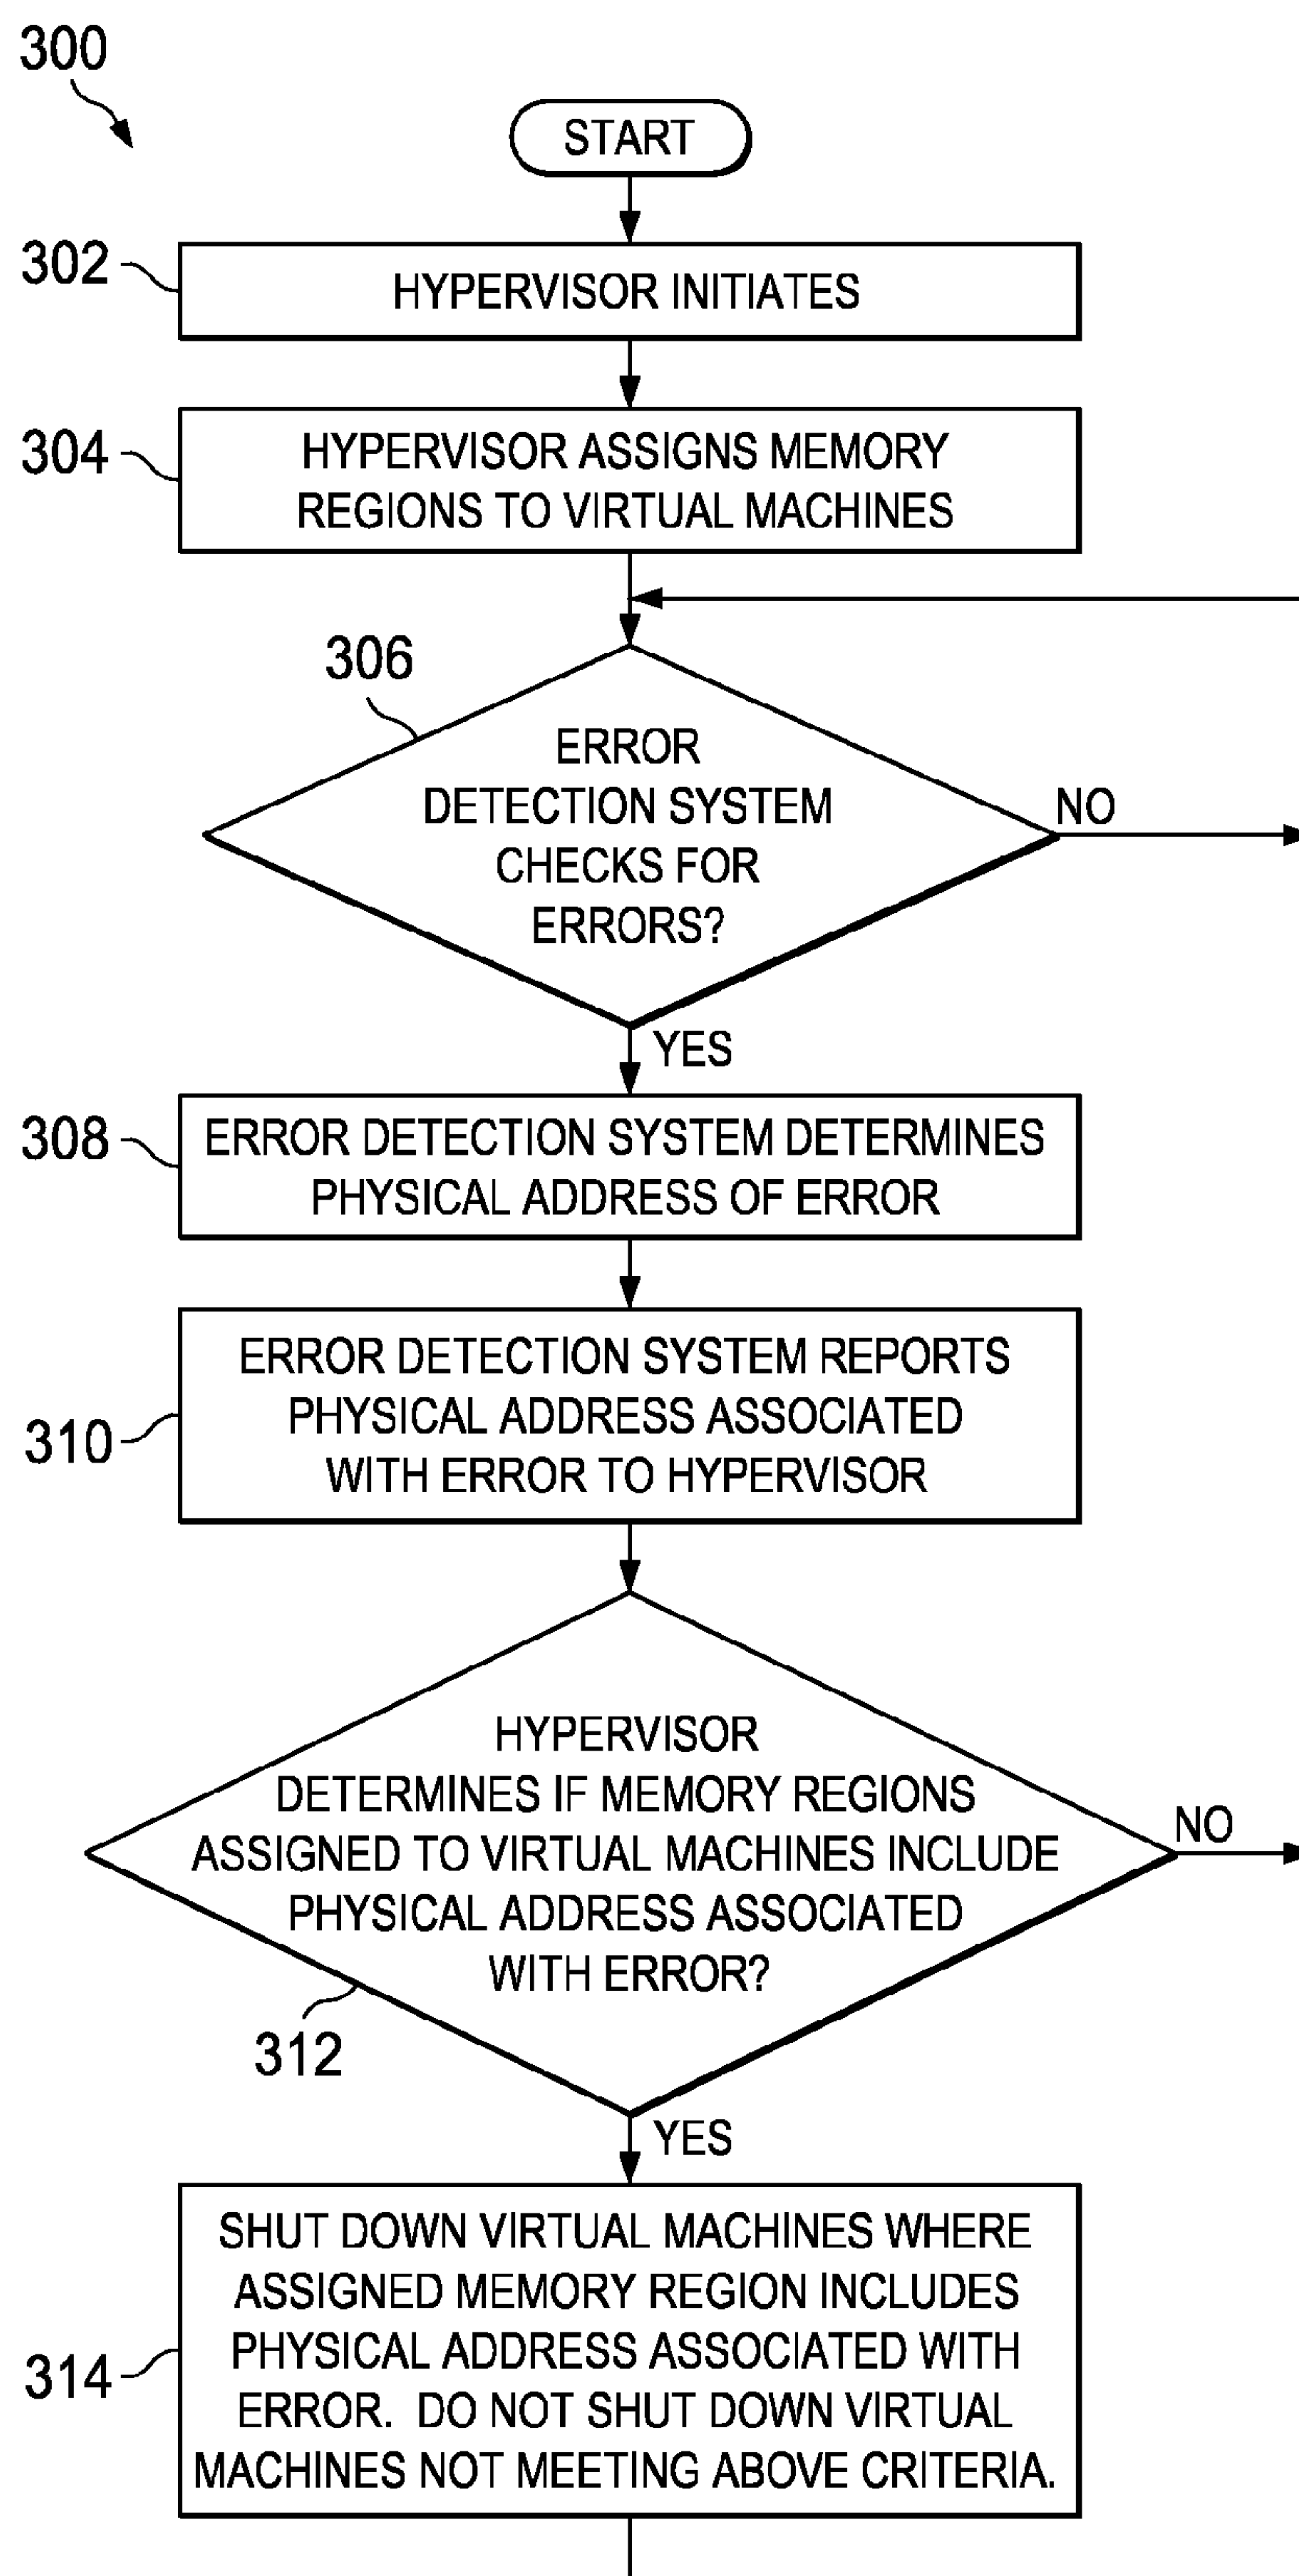 300
START
302
HYPERVISOR INITIATES
304
HYPERVISOR ASSIGNS MEMORY
REGIONS TO VIRTUAL MACHINES
306
ERROR
DETECTION SYSTEM
CHECKS FOR
ERRORS?
NO
YES
308
ERROR DETECTION SYSTEM DETERMINES
PHYSICAL ADDRESS OF ERROR
310
ERROR DETECTION SYSTEM REPORTS
PHYSICAL ADDRESS ASSOCIATED
WITH ERROR TO HYPERVISOR
HYPERVISOR
DETERMINES IF MEMORY REGIONS
ASSIGNED TO VIRTUAL MACHINES INCLUDE
PHYSICAL ADDRESS ASSOCIATED
WITH ERROR?
NO
312
YES
314
SHUT DOWN VIRTUAL MACHINES WHERE
ASSIGNED MEMORY REGION INCLUDES
PHYSICAL ADDRESS ASSOCIATED WITH
ERROR. DO NOT SHUT DOWN VIRTUAL
MACHINES NOT MEETING ABOVE CRITERIA.